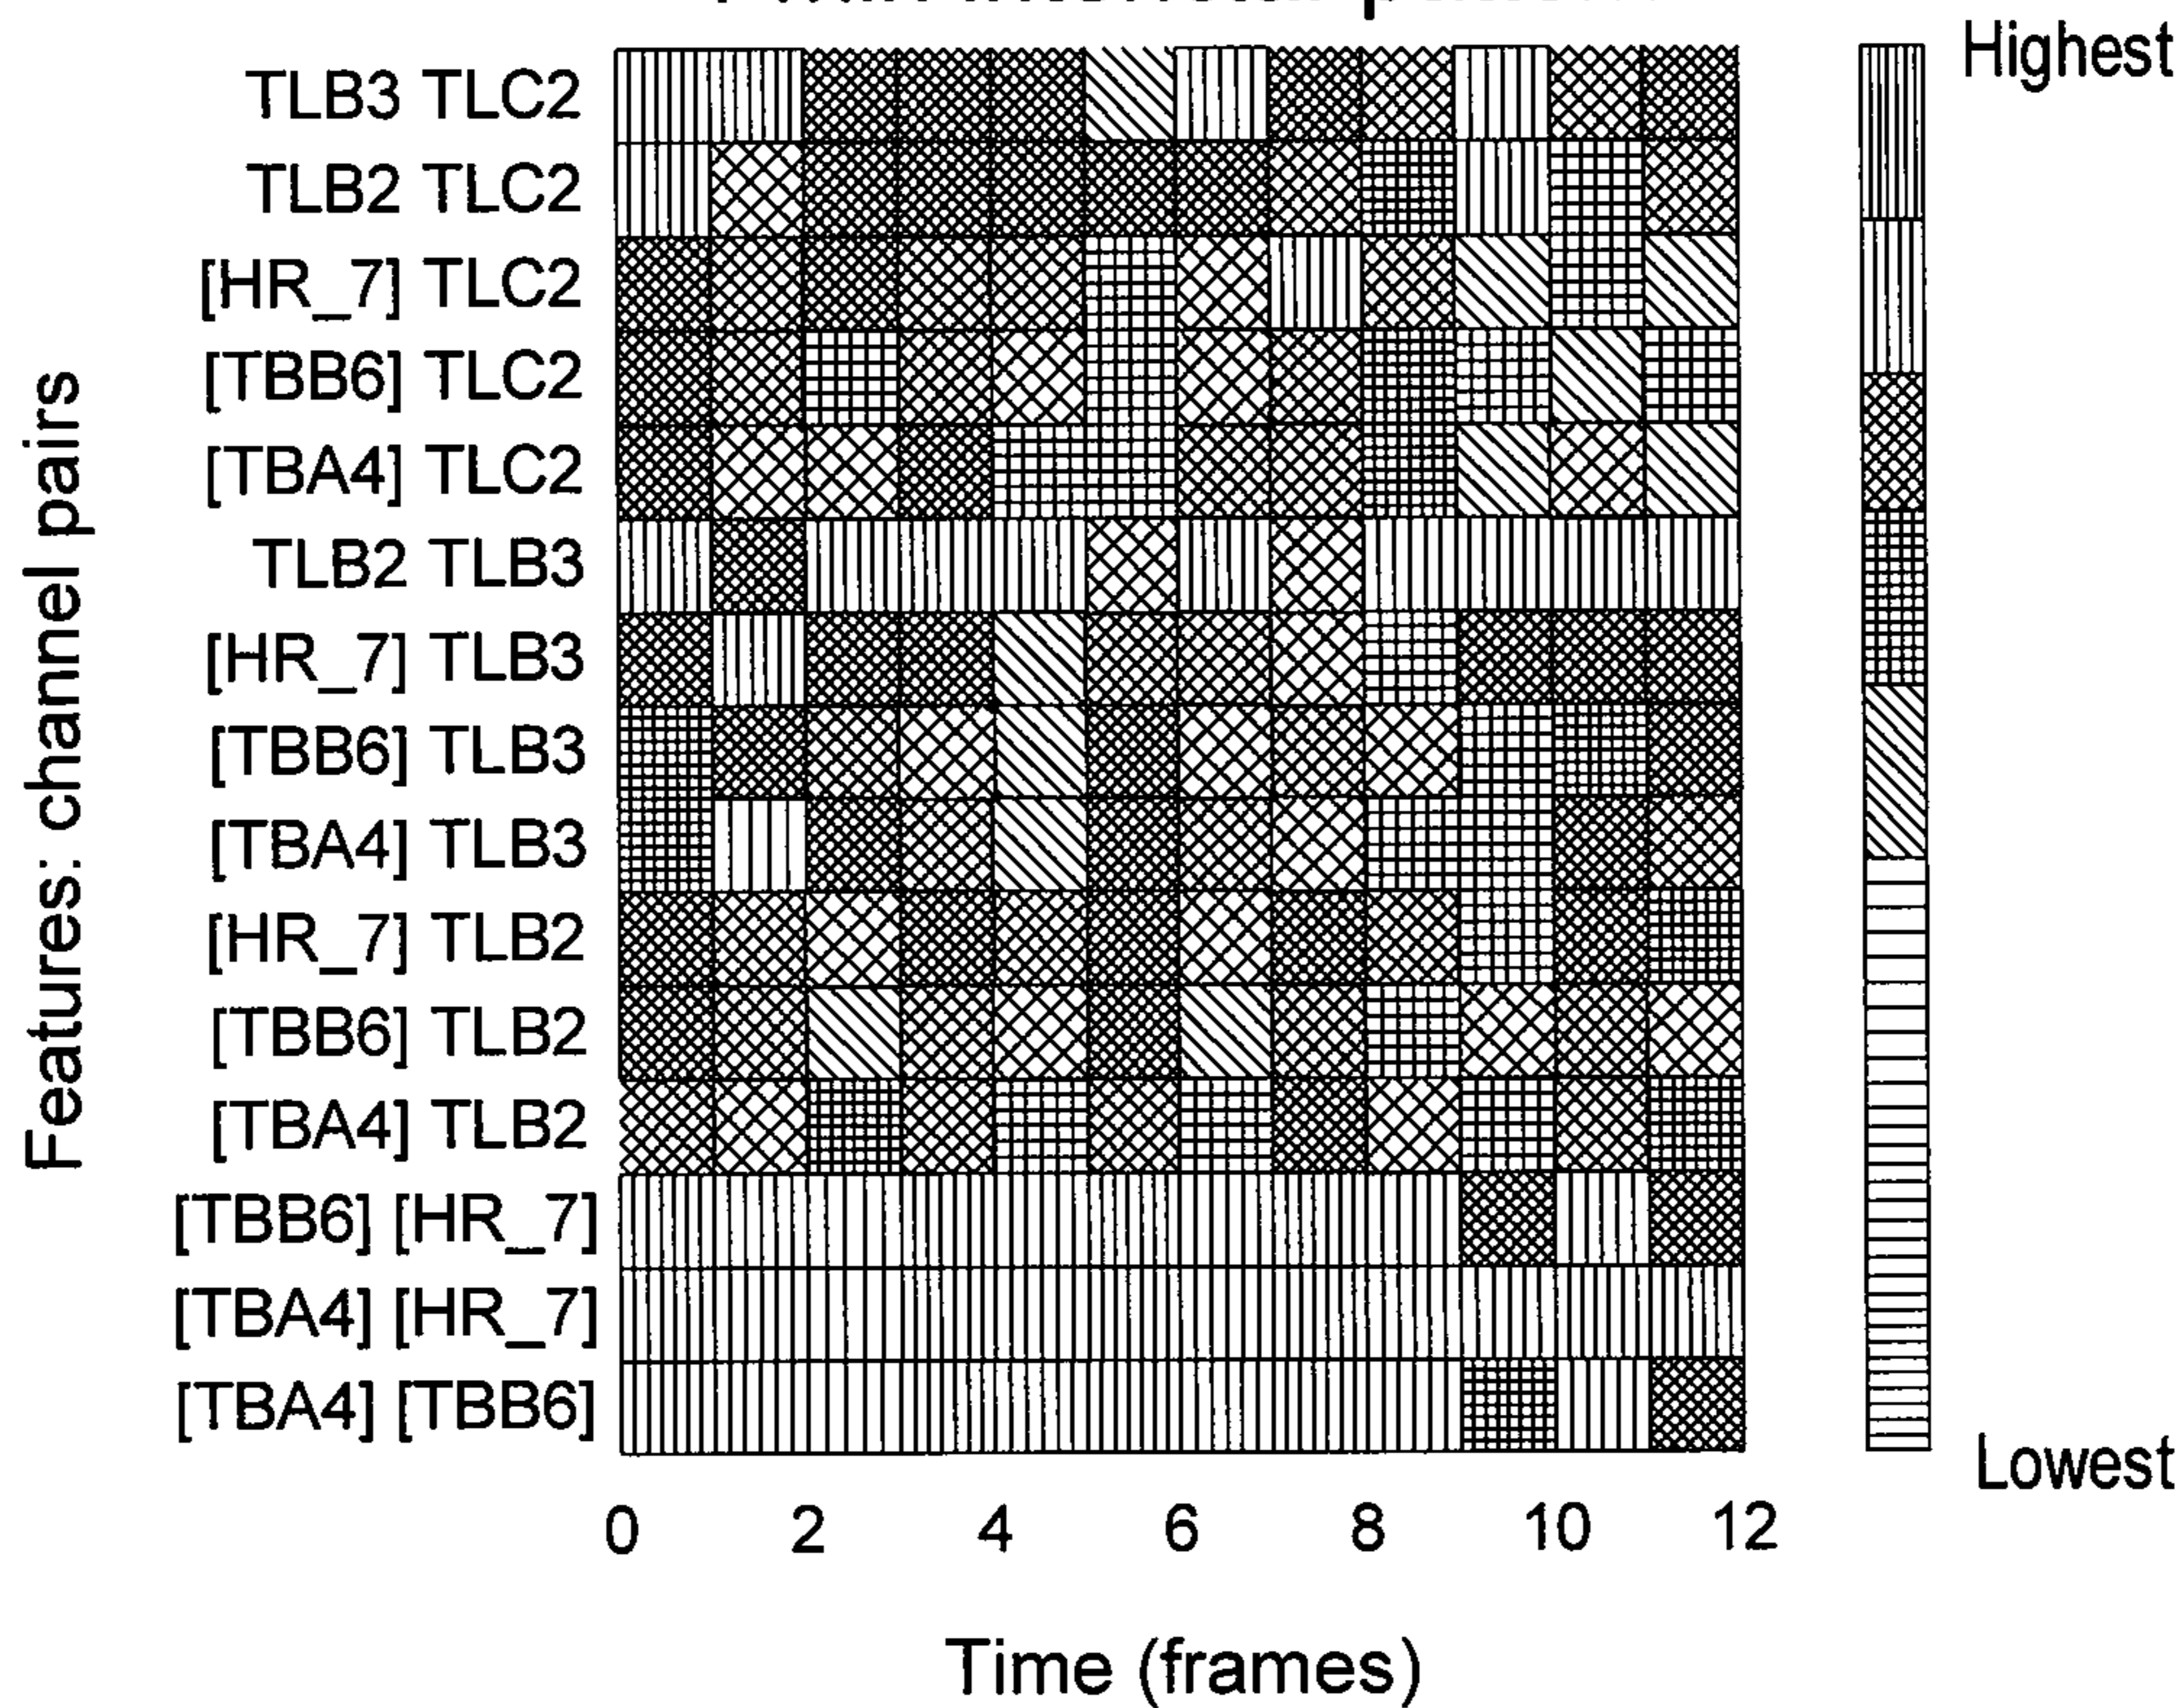 Highest
TLB3 TLC2
TLB2 TLC2
[HR_7] TLC2
[TBB6] TLC2
[TBA4] TLC2
TLB2 TLB3
[HR_7] TLB3
[TBB6] TLB3
[TBA4] TLB3
[HR_7] TLB2
[TBB6] TLB2
[TBA4] TLB2
[TBB6] [HR_7]
[TBA4] [HR_7]
[TBA4] [TBB6]
Features: channel pairs
Lowest
0 2 4 6 8 10 12
Time (frames)